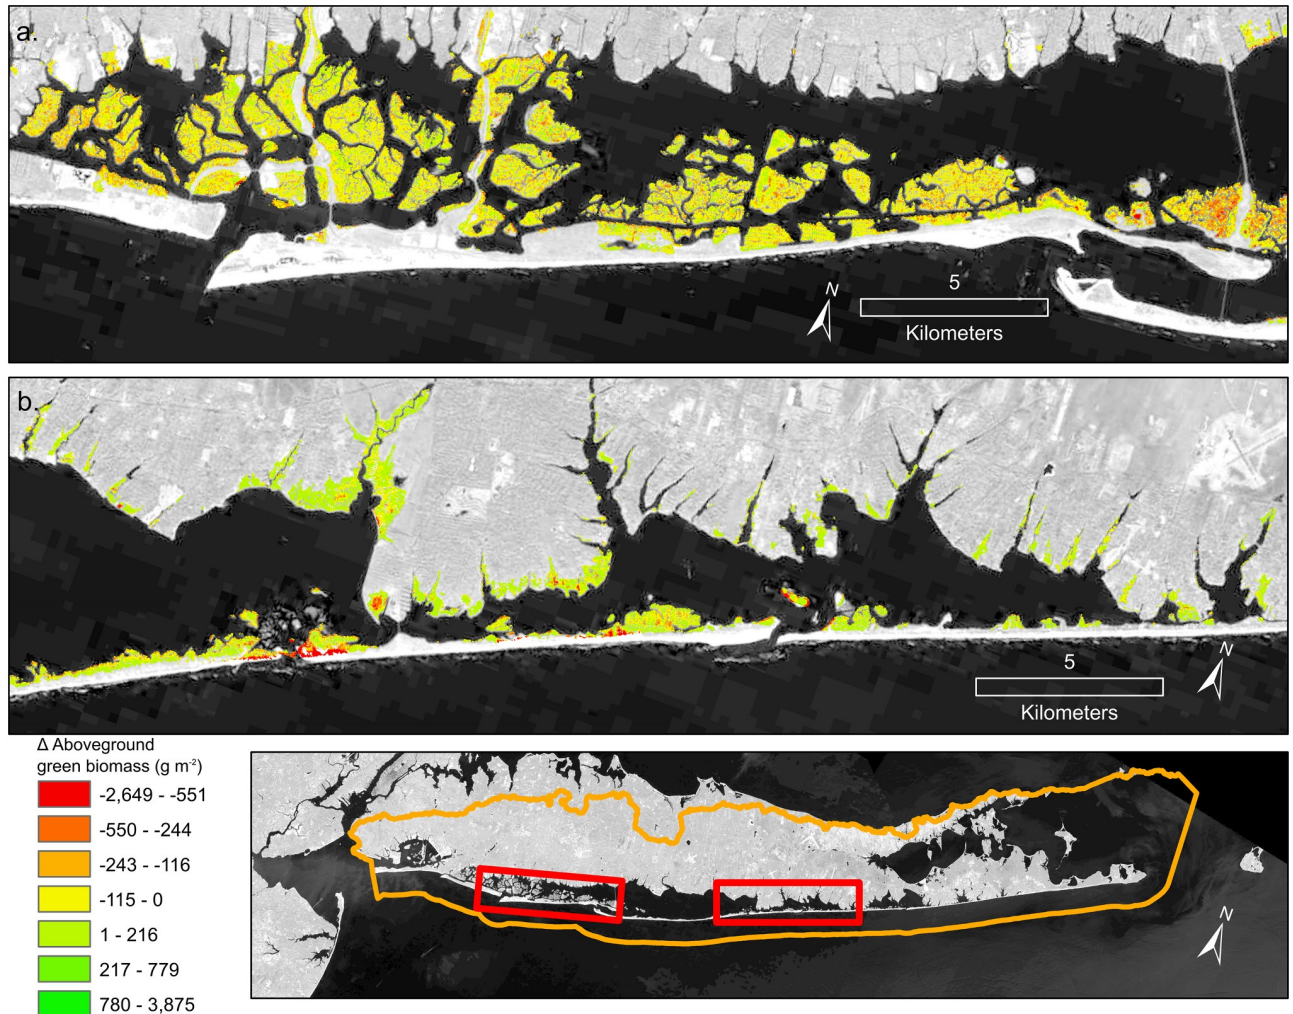 a.
N
5
Kilometers
b.
N
5
Kilometers
Δ Aboveground
green biomass (g m⁻²)
-2,649 - -551
-550 - -244
-243 - -116
-115 - 0
1 - 216
217 - 779
780 - 3,875
N